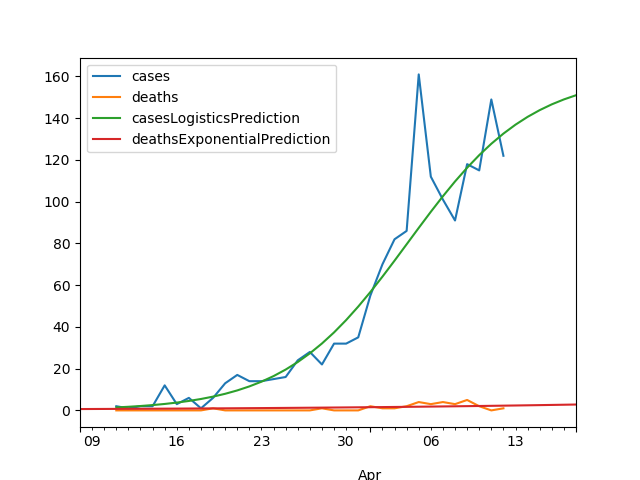 cases
deaths
casesLogisticsPrediction
deathsExponentialPrediction
160
140
120
100
80
60
40
20
0
09 16 23 30 06 13
Apr